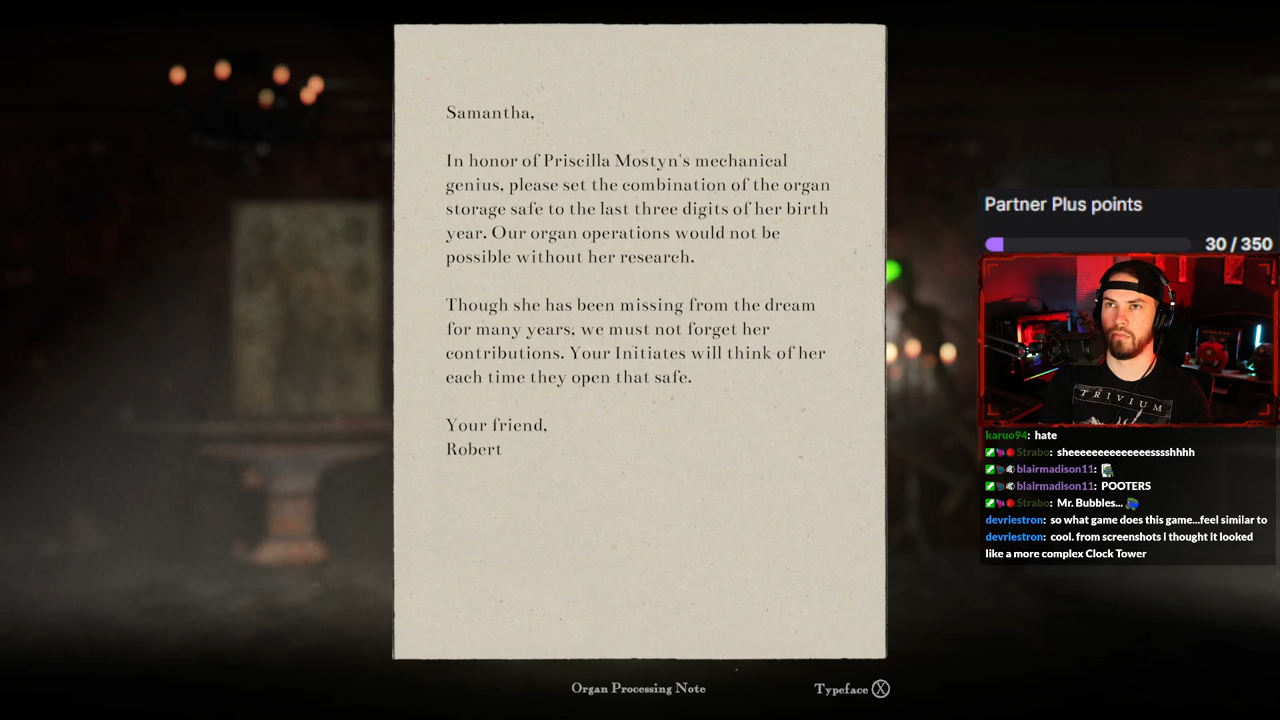 Samantha,
In honor of Priscilla Mostyn's mechanical
genius, please set the combination of the organ
storage safe to the last three digits of her birth
year. Our organ operations would not be
possible without her research.
Though she has been missing from the dream
for many years, we must not forget her
contributions. Your Initiates will think of her
each time they open that safe.
Your friend,
Robert
Organ Processing Note
Typeface X
Partner Plus points
30 / 350
TRIVIUM
karuo94: hate
Strabo: sheeeeeeeeeeeeeesssshhhh
blairmadison11:
blairmadison11: POOTERS
Strabo: Mr. Bubbles...
devriestron: so what game does this game...feel similar to
devriestron: cool. from screenshots i thought it looked
like a more complex Clock Tower